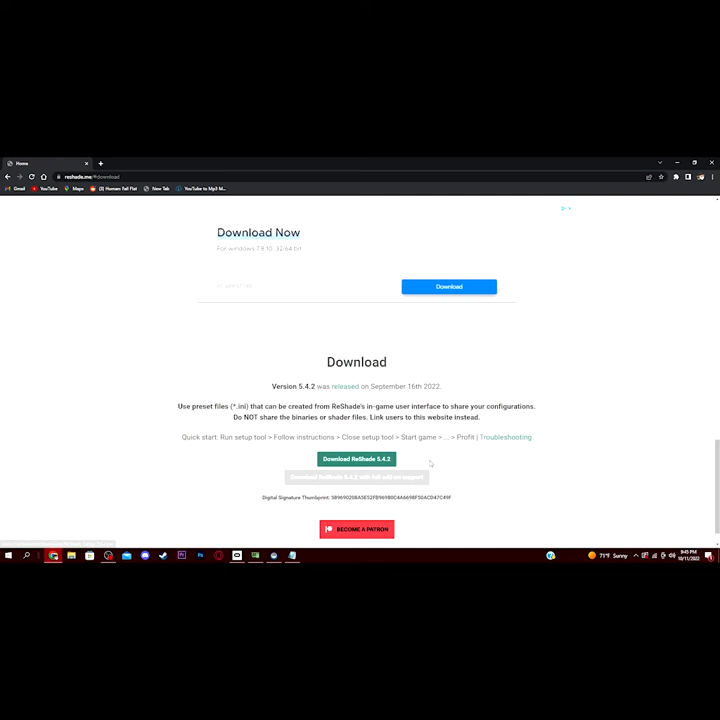 Home
reshade.me/#download
Gmail
YouTube
Maps
(3) Human Fall Flat
New Tab
YouTube to Mp3 M...
Download Now
For windows 7,8,10 32/64 bit
Download
Download
Version 5.4.2 was released on September 16th 2022.
Use preset files (*.ini) that can be created from ReShade's in-game user interface to share your configurations.
Do NOT share the binaries or shader files. Link users to this website instead.
Quick start: Run setup tool > Follow instructions > Close setup tool > Start game > ... > Profit | Troubleshooting
Download ReShade 5.4.2
Download ReShade 5.4.2 with full add-on support
Digital Signature Thumbprint:
BECOME A PATRON
71°F Sunny
9:45 PM
10/11/2022